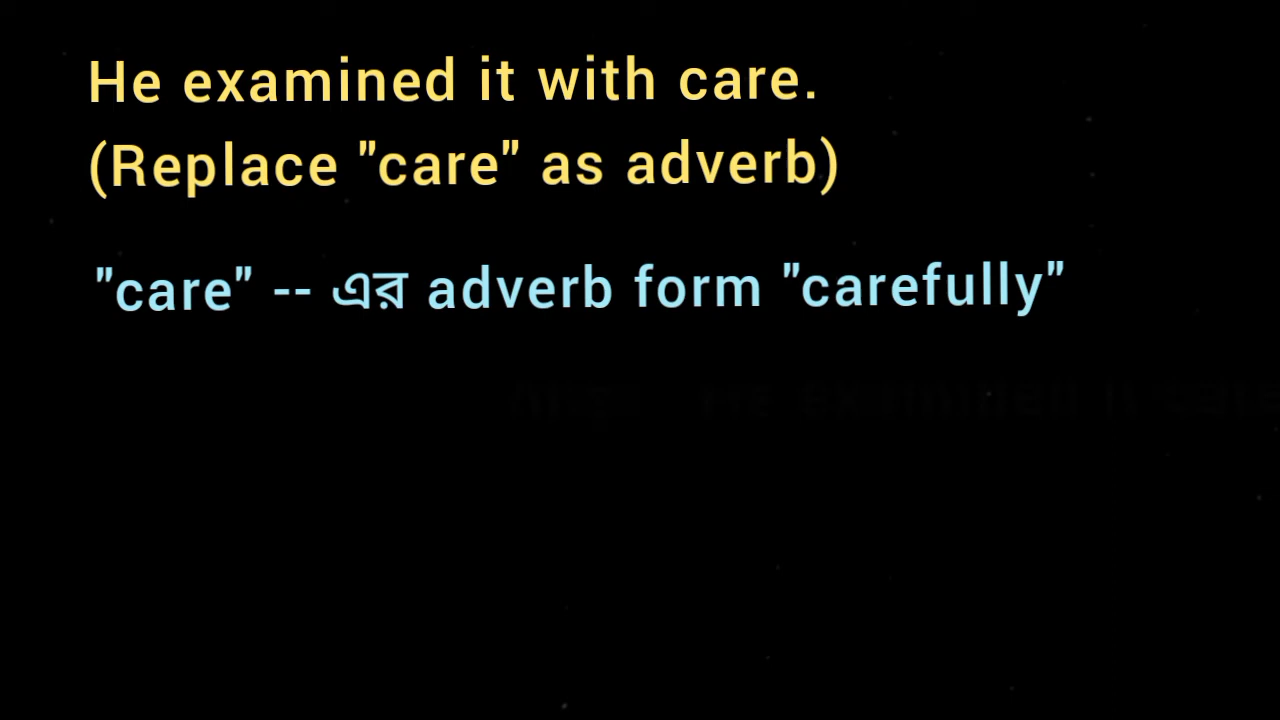 He examined it with care.
(Replace "care" as adverb)
"care" -- এর adverb form "carefully"